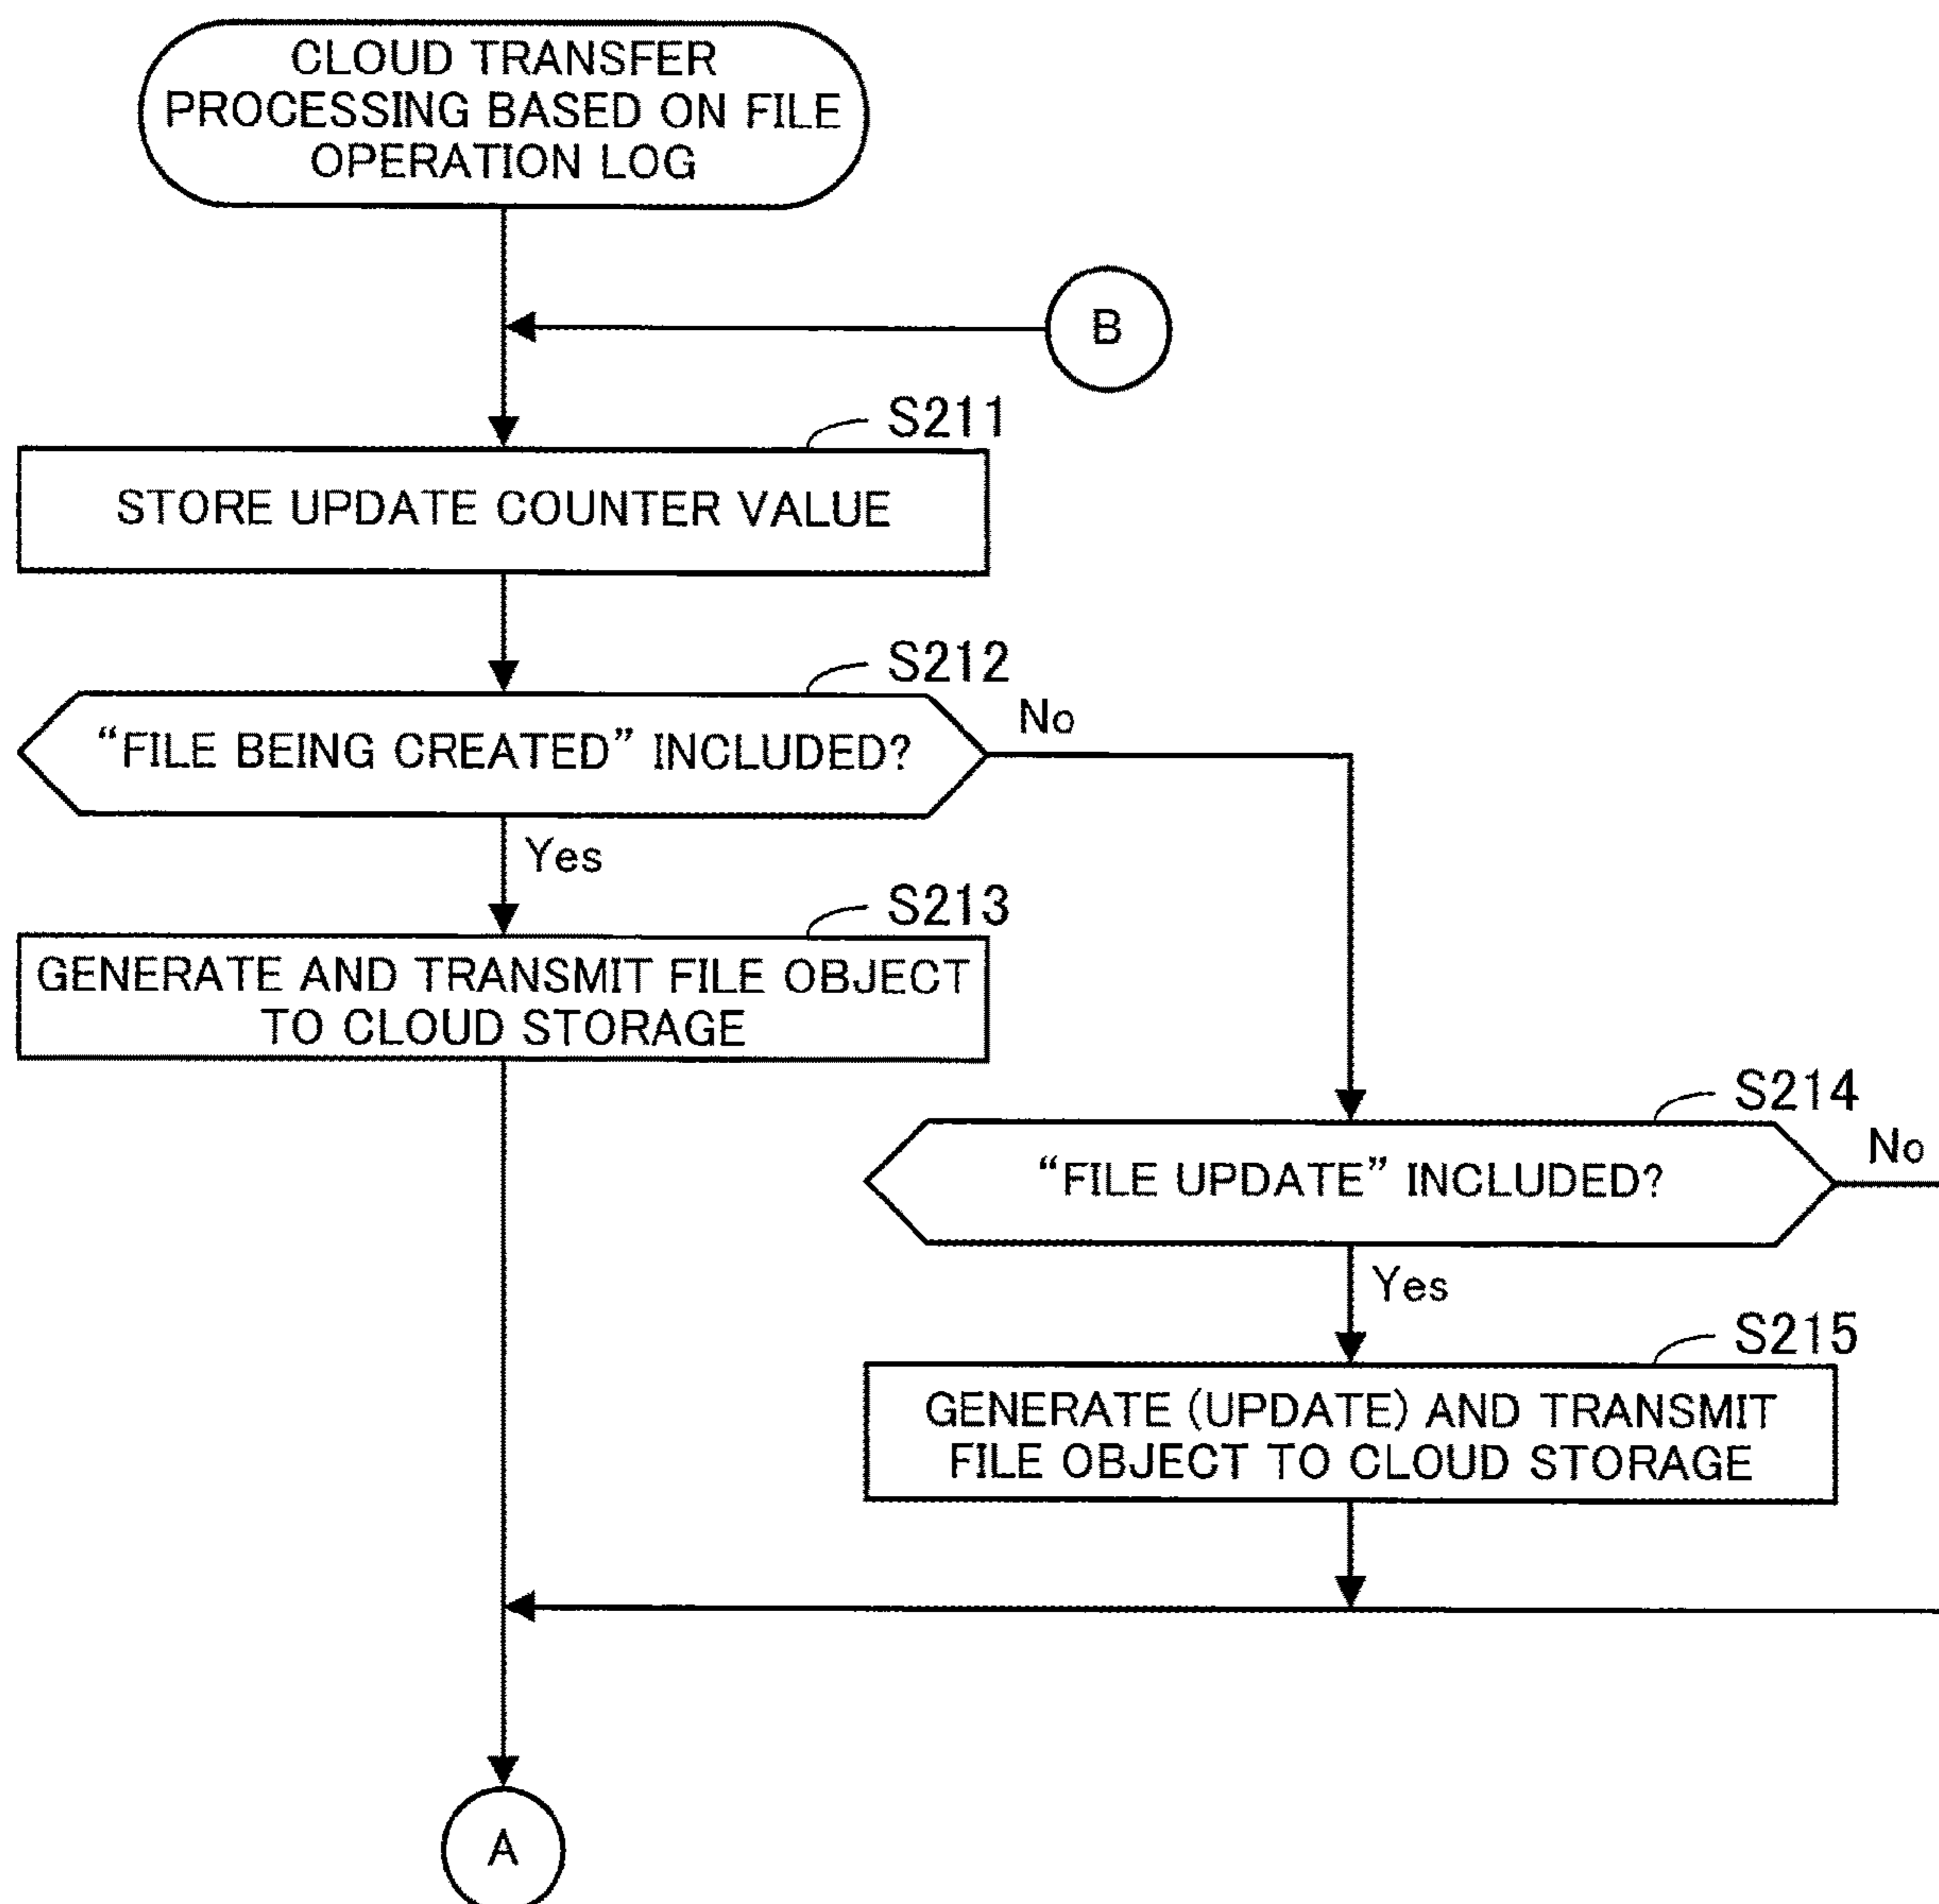 CLOUD TRANSFER
PROCESSING BASED ON FILE
OPERATION LOG
B
S211
STORE UPDATE COUNTER VALUE
S212
“FILE BEING CREATED” INCLUDED?
No
Yes
S213
GENERATE AND TRANSMIT FILE OBJECT
TO CLOUD STORAGE
S214
“FILE UPDATE” INCLUDED?
No
Yes
S215
GENERATE (UPDATE) AND TRANSMIT
FILE OBJECT TO CLOUD STORAGE
A